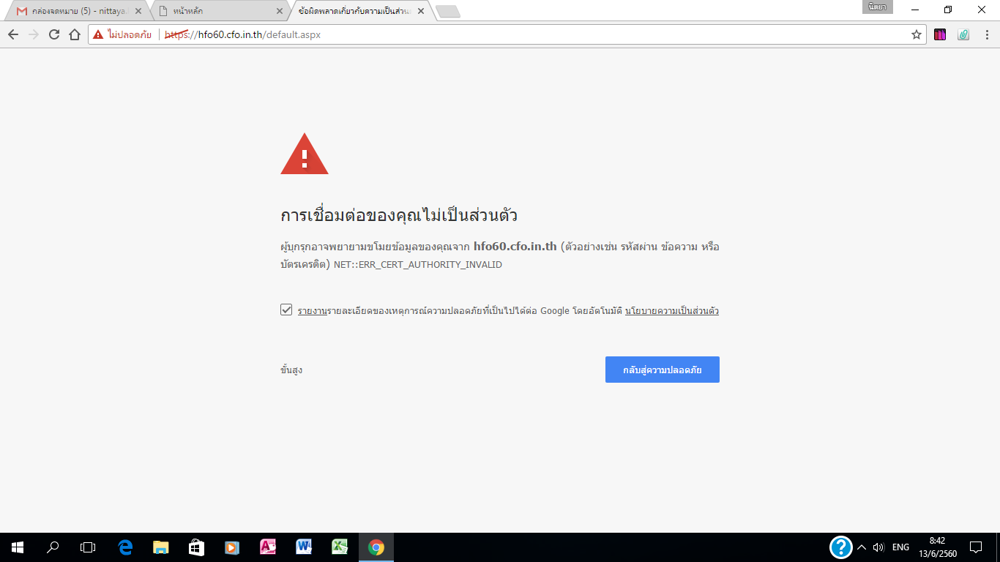 กล่องจดหมาย (5) - nittaya.
หน้าหลัก
ข้อผิดพลาดเกี่ยวกับความเป็นส่วน
นิตยา
ไม่ปลอดภัย
https://hfo60.cfo.in.th/default.aspx
การเชื่อมต่อของคุณไม่เป็นส่วนตัว
ผู้บุกรุกอาจพยายามขโมยข้อมูลของคุณจาก hfo60.cfo.in.th (ตัวอย่างเช่น รหัสผ่าน ข้อความ หรือ
บัตรเครดิต) NET::ERR_CERT_AUTHORITY_INVALID
รายงานรายละเอียดของเหตุการณ์ความปลอดภัยที่เป็นไปได้ต่อ Google โดยอัตโนมัติ นโยบายความเป็นส่วนตัว
ขั้นสูง
กลับสู่ความปลอดภัย
ENG
8:42
13/6/2560